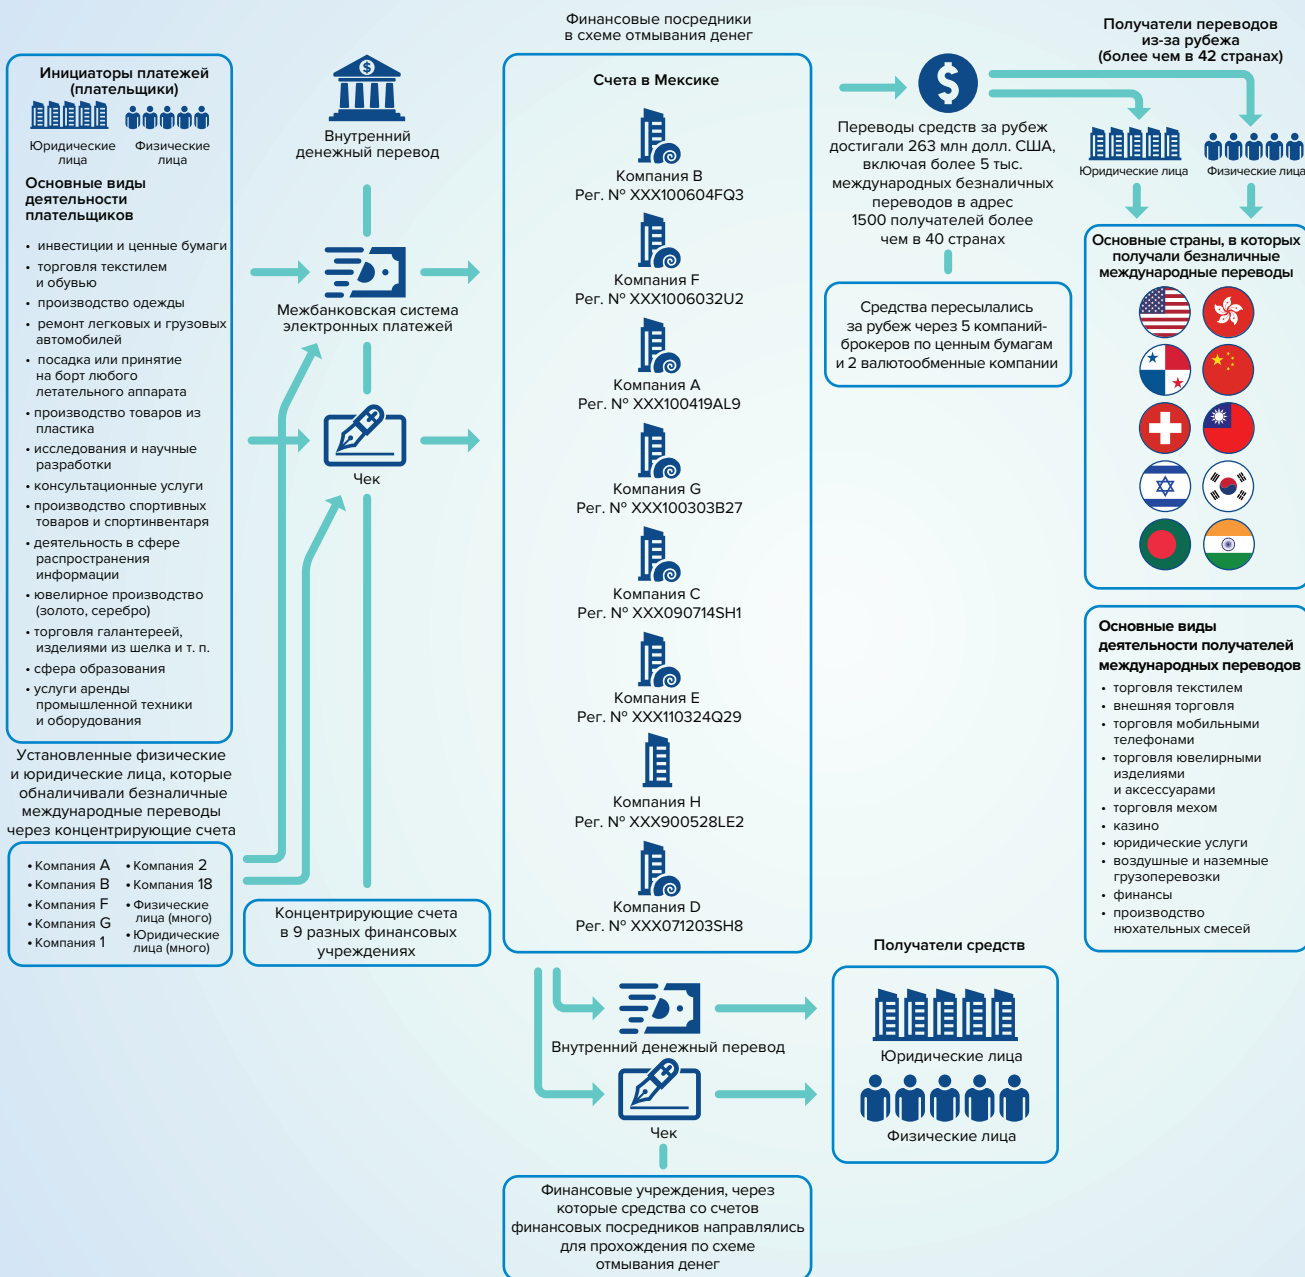 Финансовые посредники
в схеме отмывания денег
Инициаторы платежей
(плательщики)
Юридические
лица
Физические
лица
Основные виды
деятельности
плательщиков
• инвестиции и ценные бумаги
• торговля текстилем
и обувью
• производство одежды
• ремонт легковых и грузовых
автомобилей
• посадка или принятие
на борт любого
летательного аппарата
• производство товаров из
пластика
• исследования и научные
разработки
• консультационные услуги
• производство спортивных
товаров и спортинвентаря
• деятельность в сфере
распространения
информации
• ювелирное производство
(золото, серебро)
• торговля галантереей,
изделиями из шелка и т. п.
• сфера образования
• услуги аренды
промышленной техники
и оборудования
Установленные физические
и юридические лица, которые
обналичивали безналичные
международные переводы
через концентрирующие счета
• Компания A
• Компания B
• Компания F
• Компания G
• Компания 1
• Компания 2
• Компания 18
• Физические
лица (много)
• Юридические
лица (много)
$
Внутренний
денежный перевод
Межбанковская система
электронных платежей
Чек
Концентрирующие счета
в 9 разных финансовых
учреждениях
Счета в Мексике
Компания B
Рег. № XXX100604FQ3
Компания F
Рег. № XXX1006032U2
Компания A
Рег. № XXX100419AL9
Компания G
Рег. № XXX100303B27
Компания C
Рег. № XXX090714SH1
Компания E
Рег. № XXX110324Q29
Компания H
Рег. № XXX900528LE2
Компания D
Рег. № XXX071203SH8
$
Переводы средств за рубеж
достигали 263 млн долл. США,
включая более 5 тыс.
международных безналичных
переводов в адрес
1500 получателей более
чем в 40 странах
Средства пересылались
за рубеж через 5 компаний-
брокеров по ценным бумагам
и 2 валютообменные компании
Получатели переводов
из-за рубежа
(более чем в 42 странах)
Юридические лица
Физические лица
Основные страны, в которых
получали безналичные
международные переводы
Основные виды
деятельности получателей
международных переводов
• торговля текстилем
• внешняя торговля
• торговля мобильными
телефонами
• торговля ювелирными
изделиями
и аксессуарами
• торговля мехом
• казино
• юридические услуги
• воздушные и наземные
грузоперевозки
• финансы
• производство
нюхательных смесей
Внутренний денежный перевод
Чек
Получатели средств
Юридические лица
Физические лица
Финансовые учреждения, через
которые средства со счетов
финансовых посредников направлялись
для прохождения по схеме
отмывания денег